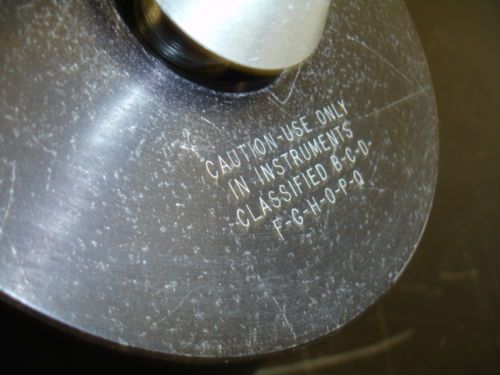 CAUTION-USE ONLY
IN INSTRUMENTS
CLASSIFIED B-C-D-
F-G-H-O-P-Q